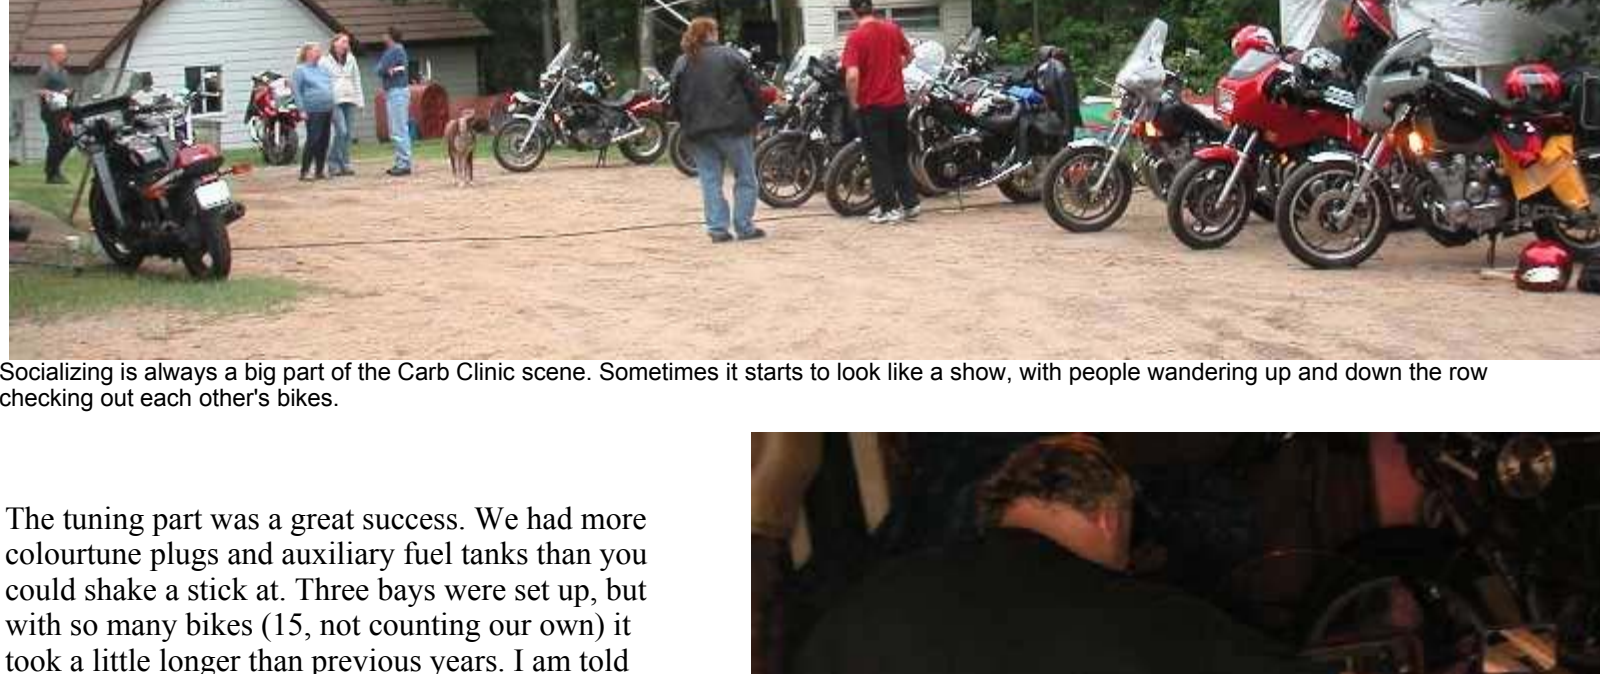 Socializing is always a big part of the Carb Clinic scene. Sometimes it starts to look like a show, with people wandering up and down the row
checking out each other's bikes.
The tuning part was a great success. We had more
colourtune plugs and auxiliary fuel tanks than you
could shake a stick at. Three bays were set up, but
with so many bikes (15, not counting our own) it
took a little longer than previous years. I am told